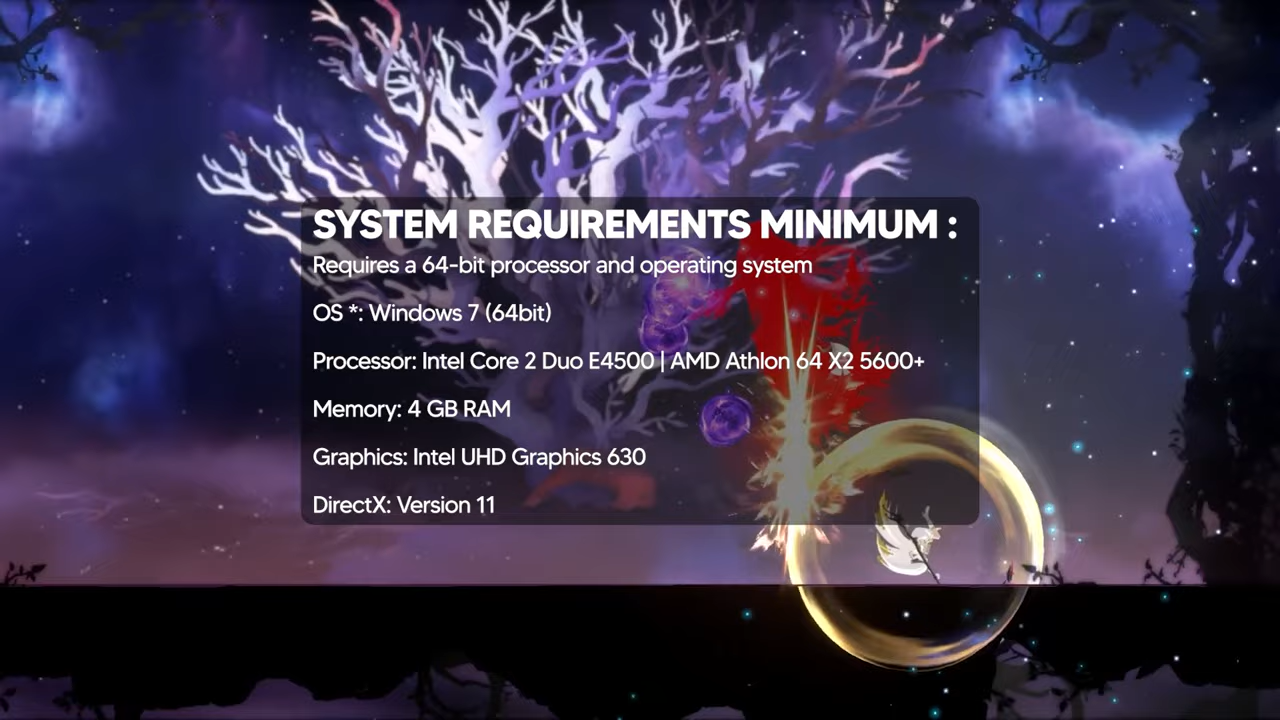 SYSTEM REQUIREMENTS MINIMUM :
Requires a 64-bit processor and operating system
OS *: Windows 7 (64bit)
Processor: Intel Core 2 Duo E4500 | AMD Athlon 64 X2 5600+
Memory: 4 GB RAM
Graphics: Intel UHD Graphics 630
DirectX: Version 11